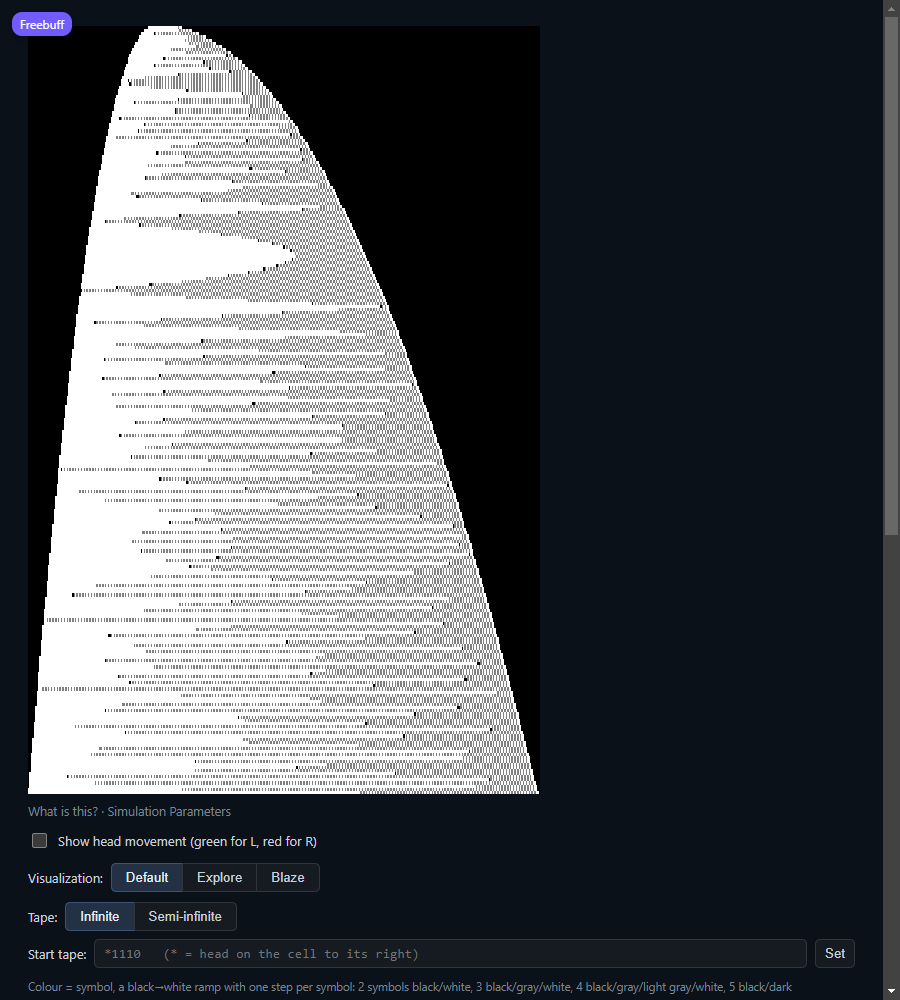 Freebuff
What is this? · Simulation Parameters
Show head movement (green for L, red for R)
Visualization: Default Explore Blaze
Tape: Infinite Semi-infinite
Start tape: *1110 (* = head on the cell to its right) Set
Colour = symbol, a black→white ramp with one step per symbol: 2 symbols black/white, 3 black/gray/white, 4 black/gray/light gray/white, 5 black/dark